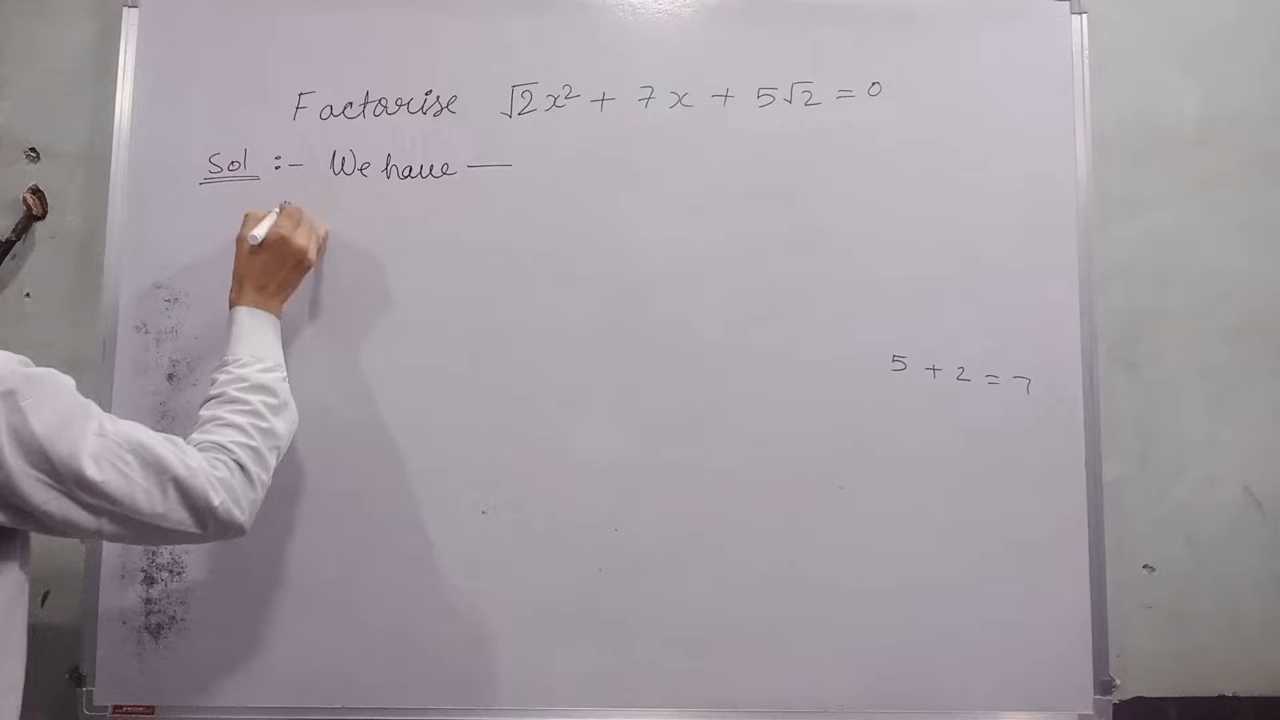 Factorise √2x² + 7x + 5√2 = 0
Sol :- We have —
5 + 2 = 7